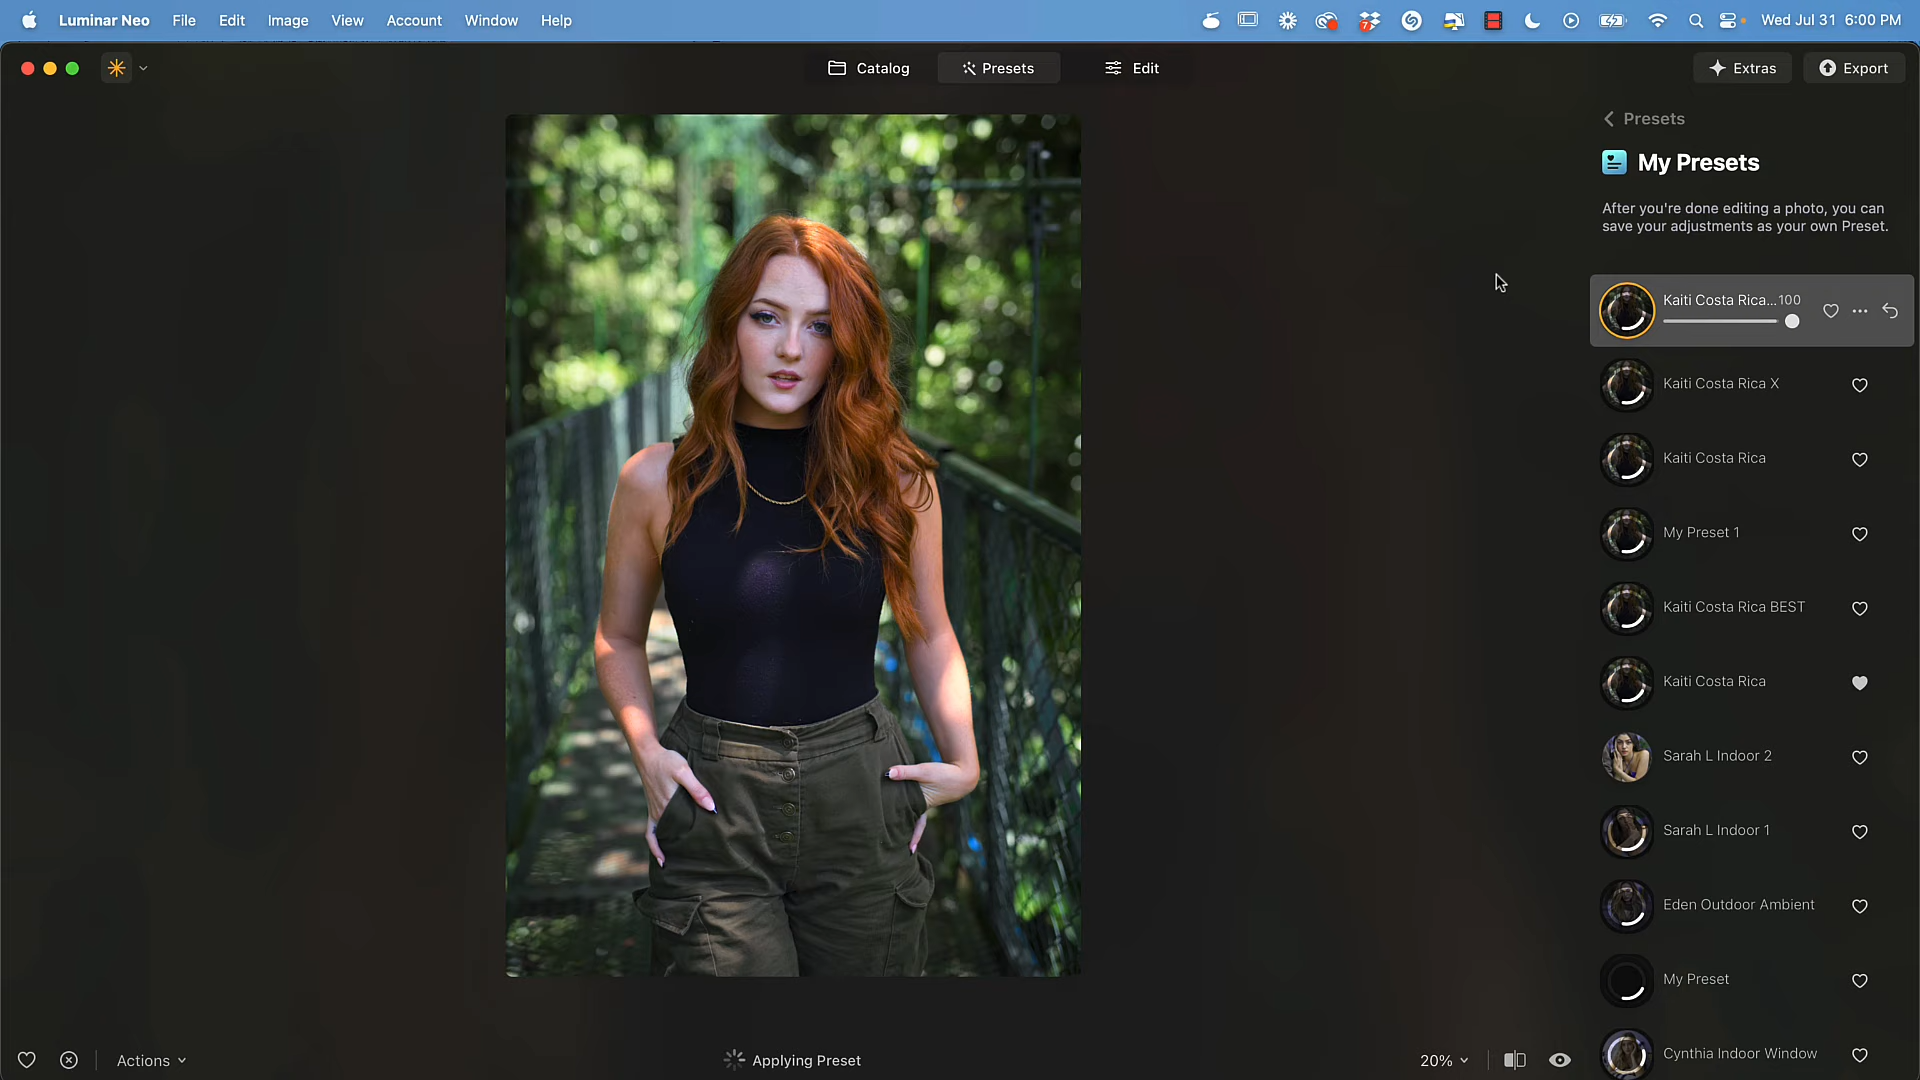 Luminar Neo File Edit Image View Account Window Help
7
Wed Jul 31 6:00 PM
Catalog
Presets
Edit
Extras
Export
Presets
My Presets
After you're done editing a photo, you can
save your adjustments as your own Preset.
Kaiti Costa Rica...100
Kaiti Costa Rica X
Kaiti Costa Rica
My Preset 1
Kaiti Costa Rica BEST
Kaiti Costa Rica
Sarah L Indoor 2
Sarah L Indoor 1
Eden Outdoor Ambient
My Preset
Cynthia Indoor Window
Actions
Applying Preset
20%